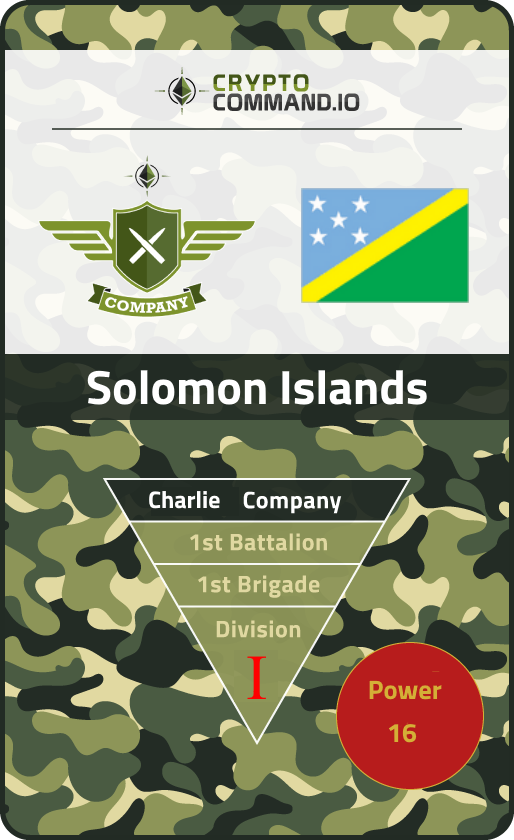 CRYPTO
COMMAND.IO
COMPANY
Solomon Islands
Charlie Company
1st Battalion
1st Brigade
Division
I
Power
16